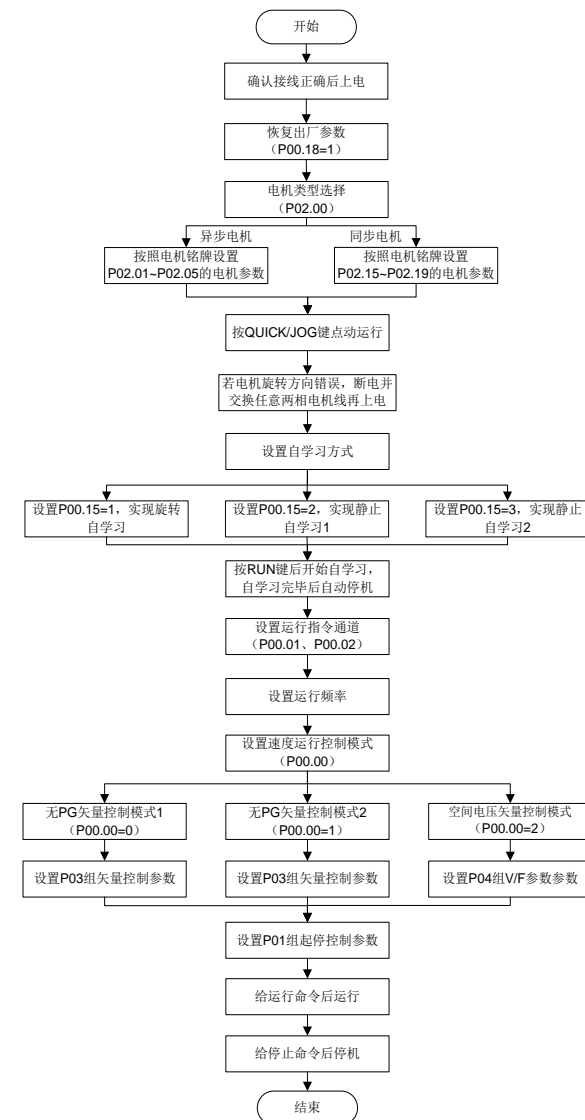 开始
确认接线正确后上电
恢复出厂参数
（P00.18=1）
电机类型选择
（P02.00）
异步电机
同步电机
按照电机铭牌设置
P02.01~P02.05的电机参数
按照电机铭牌设置
P02.15~P02.19的电机参数
按QUICK/JOG键点动运行
若电机旋转方向错误，断电并
交换任意两相电机线再上电
设置自学习方式
设置P00.15=1，实现旋转
自学习
设置P00.15=2，实现静止
自学习1
设置P00.15=3，实现静止
自学习2
按RUN键后开始自学习，
自学习完毕后自动停机
设置运行指令通道
（P00.01、P00.02）
设置运行频率
设置速度运行控制模式
（P00.00）
无PG矢量控制模式1
（P00.00=0）
无PG矢量控制模式2
（P00.00=1）
空间电压矢量控制模式
（P00.00=2）
设置P03组矢量控制参数
设置P03组矢量控制参数
设置P04组V/F参数参数
设置P01组起停控制参数
给运行命令后运行
给停止命令后停机
结束